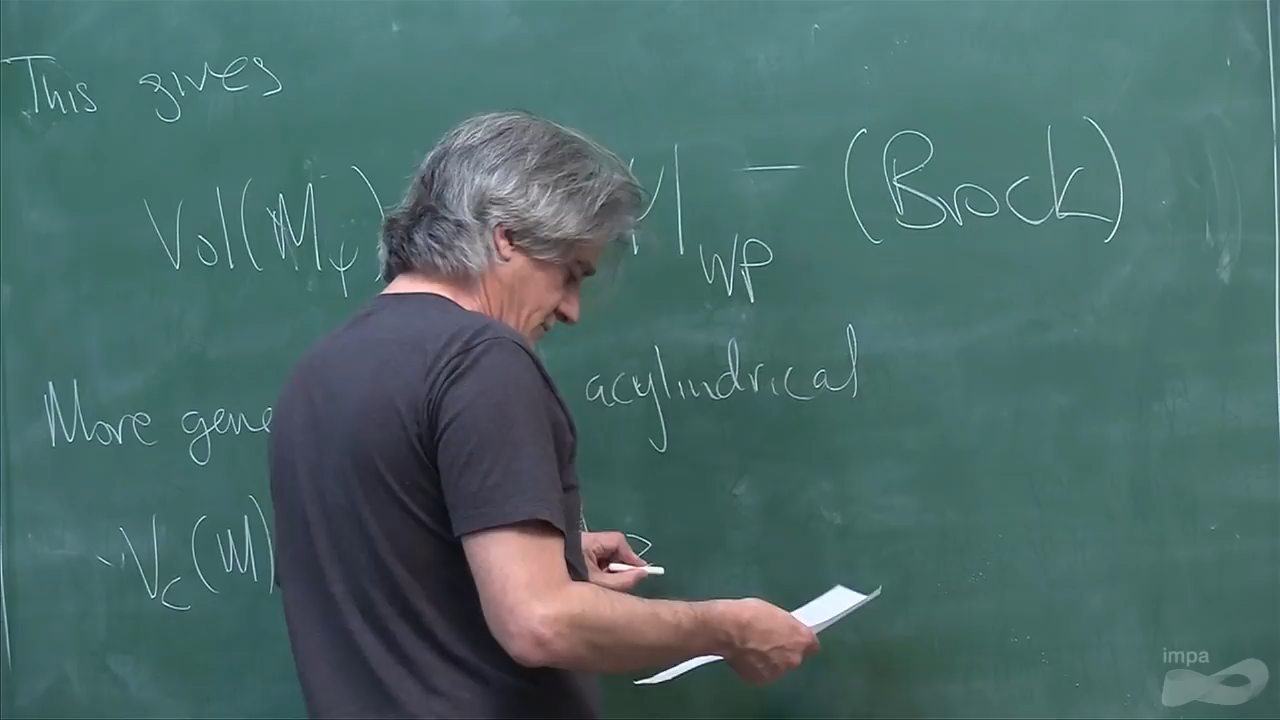 This gives
Vol(M_ψ) | _WP — (Brock)
More gene acylindrical
V_c(M)
impa